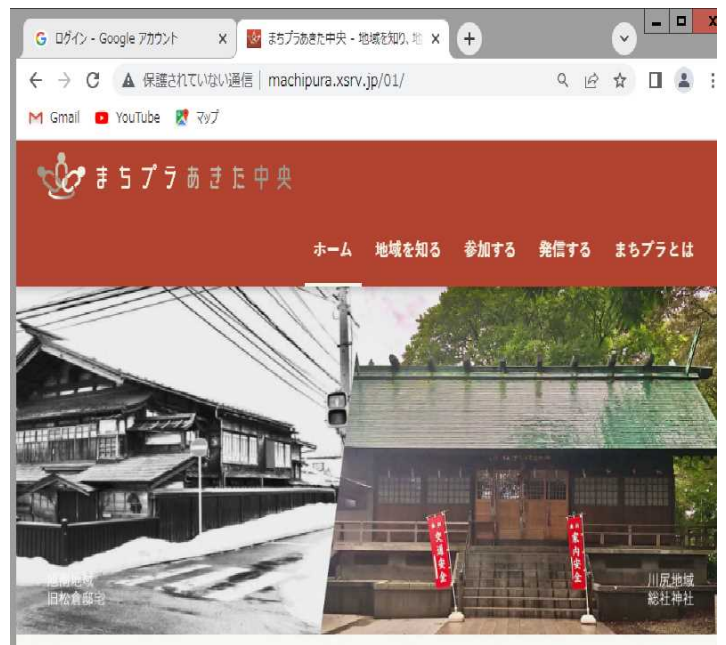 ログイン - Google アカウント
まちプラあきた中央 - 地域を知り、地
保護されていない通信 machipura.xsrv.jp/01/
Gmail YouTube マップ
まちプラあきた中央
ホーム 地域を知る 参加する 発信する まちプラとは
交通安全
家内安全
旧松倉邸宅
川尻地域
総社神社